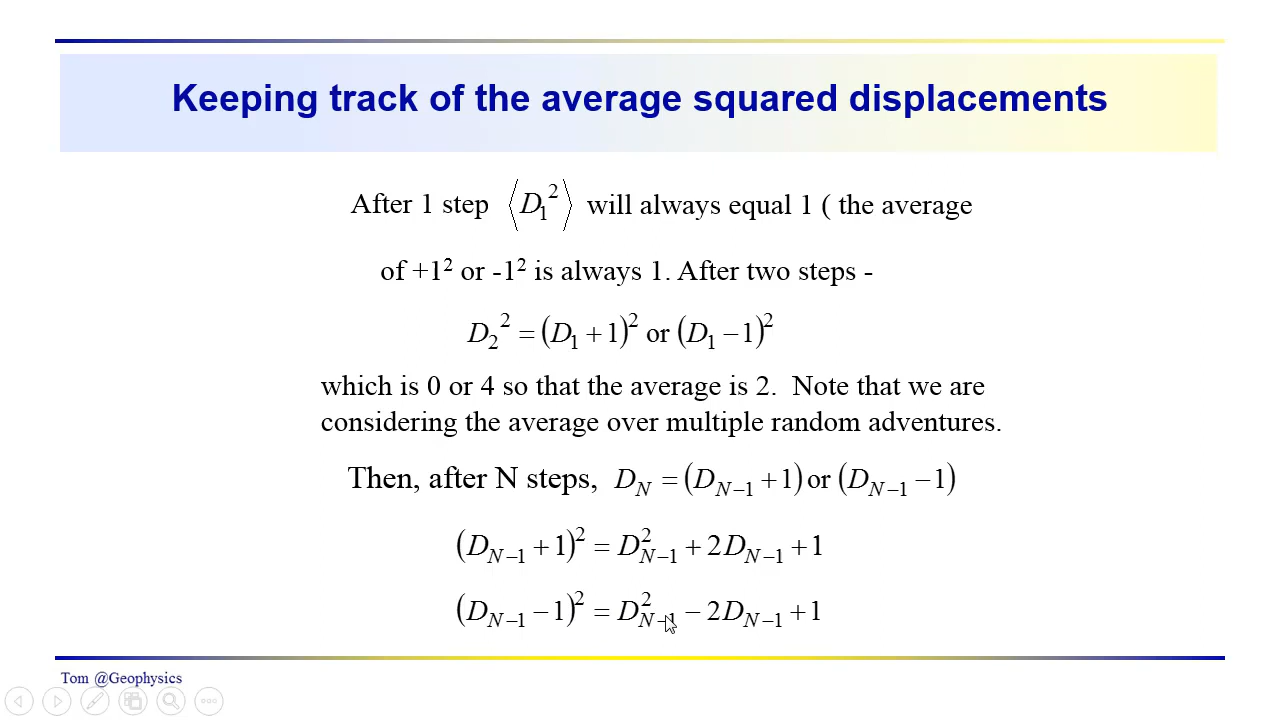 Keeping track of the average squared displacements
After 1 step ⟨D₁²⟩ will always equal 1 ( the average
of +1² or -1² is always 1. After two steps -
D₂² = (D₁ + 1)² or (D₁ − 1)²
which is 0 or 4 so that the average is 2. Note that we are
considering the average over multiple random adventures.
Then, after N steps, D_N = (D_{N−1} + 1) or (D_{N−1} − 1)
(D_{N−1} + 1)² = D²_{N−1} + 2D_{N−1} + 1
(D_{N−1} − 1)² = D²_{N−1} − 2D_{N−1} + 1
Tom @Geophysics